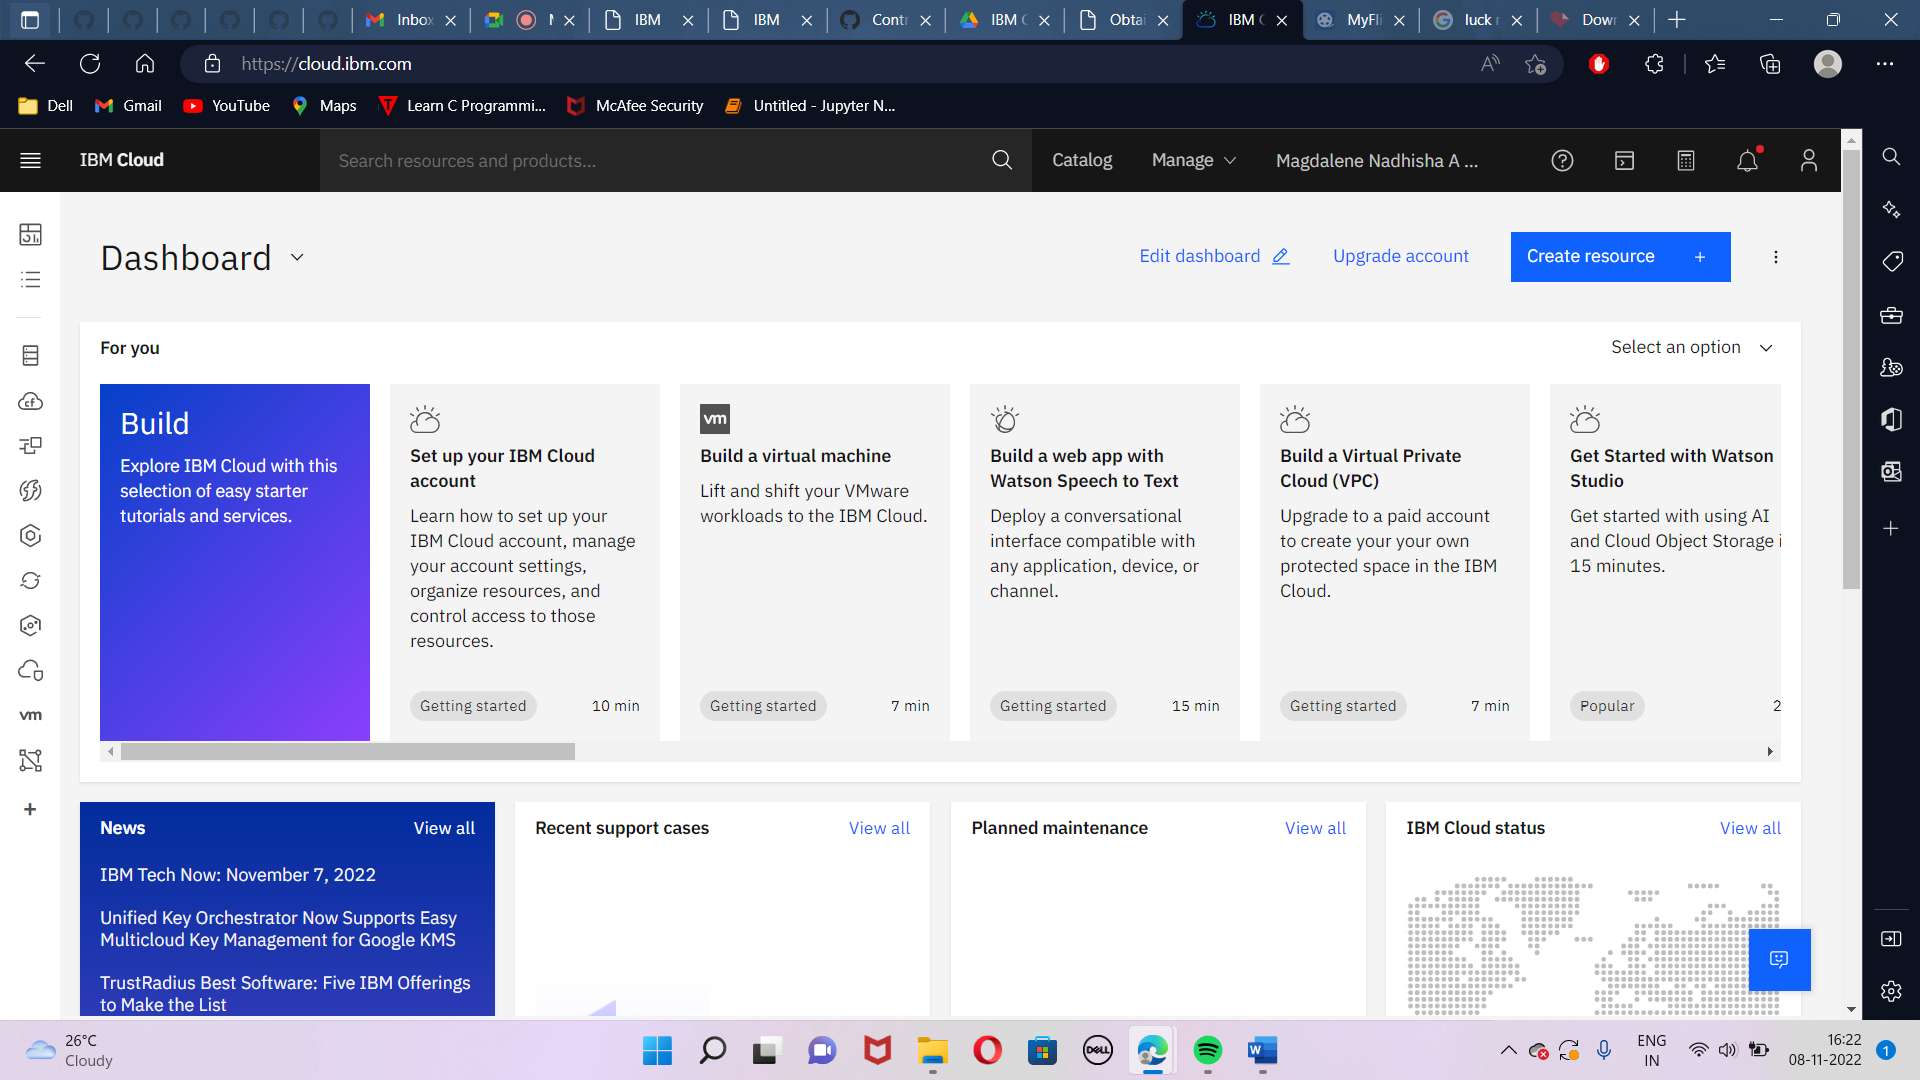 Inbox
IBM
IBM
Contr
IBM C
Obtai
IBM C
MyFli
luck r
Dowr
https://cloud.ibm.com
Dell
Gmail
YouTube
Maps
Learn C Programmi...
McAfee Security
Untitled - Jupyter N...
IBM Cloud
Search resources and products...
Catalog
Manage
Magdalene Nadhisha A ...
Dashboard
Edit dashboard
Upgrade account
Create resource +
For you
Select an option
Build
Explore IBM Cloud with this
selection of easy starter
tutorials and services.
Set up your IBM Cloud
account
Learn how to set up your
IBM Cloud account, manage
your account settings,
organize resources, and
control access to those
resources.
Getting started
10 min
vm
Build a virtual machine
Lift and shift your VMware
workloads to the IBM Cloud.
Getting started
7 min
Build a web app with
Watson Speech to Text
Deploy a conversational
interface compatible with
any application, device, or
channel.
Getting started
15 min
Build a Virtual Private
Cloud (VPC)
Upgrade to a paid account
to create your your own
protected space in the IBM
Cloud.
Getting started
7 min
Get Started with Watson
Studio
Get started with using AI
and Cloud Object Storage i
15 minutes.
Popular
2
cf
vm
News
View all
IBM Tech Now: November 7, 2022
Unified Key Orchestrator Now Supports Easy
Multicloud Key Management for Google KMS
TrustRadius Best Software: Five IBM Offerings
to Make the List
Recent support cases
View all
Planned maintenance
View all
IBM Cloud status
View all
26°C
Cloudy
DELL
W
ENG
IN
16:22
08-11-2022
1